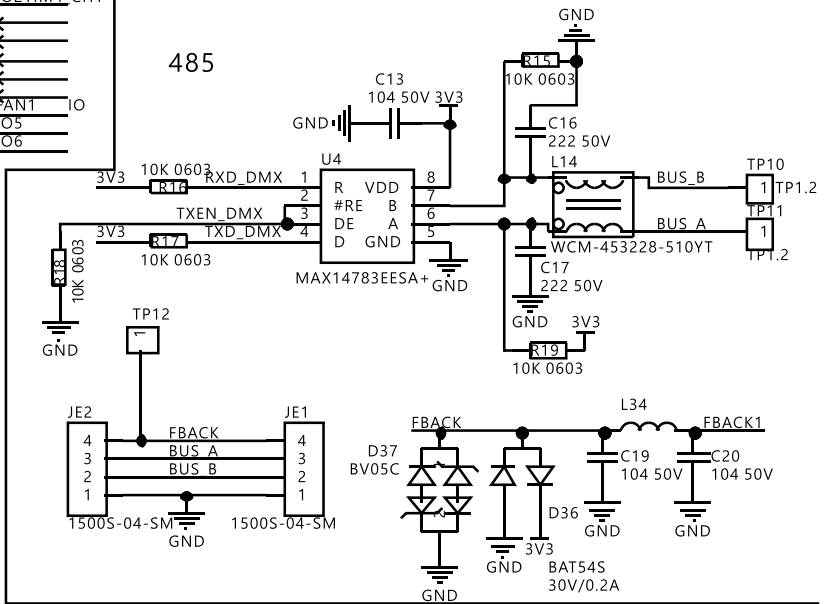 GND
485
R15
10K 0603
C13
104 50V
3V3
GND
FAN1
IO
O5
O6
C16
222 50V
U4
L14
10K 0603
3V3
R16
RXD_DMX
1
R
VDD
8
2
#RE
B
7
TXEN_DMX
3
DE
A
6
3V3
R17
TXD_DMX
4
D
GND
5
10K 0603
MAX14783EESA+
GND
BUS_B
TP10
1
TP1.2
BUS_A
TP11
1
TP1.2
WCM-453228-510YT
R18
10K 0603
GND
C17
222 50V
GND
3V3
R19
10K 0603
TP12
1
JE2
JE1
4
FBACK
4
3
BUS_A
3
2
BUS_B
2
1
1
1500S-04-SM
1500S-04-SM
GND
FBACK
L34
FBACK1
D37
BV05C
C19
104 50V
C20
104 50V
D36
GND
GND
GND
3V3
BAT54S
30V/0.2A
GND